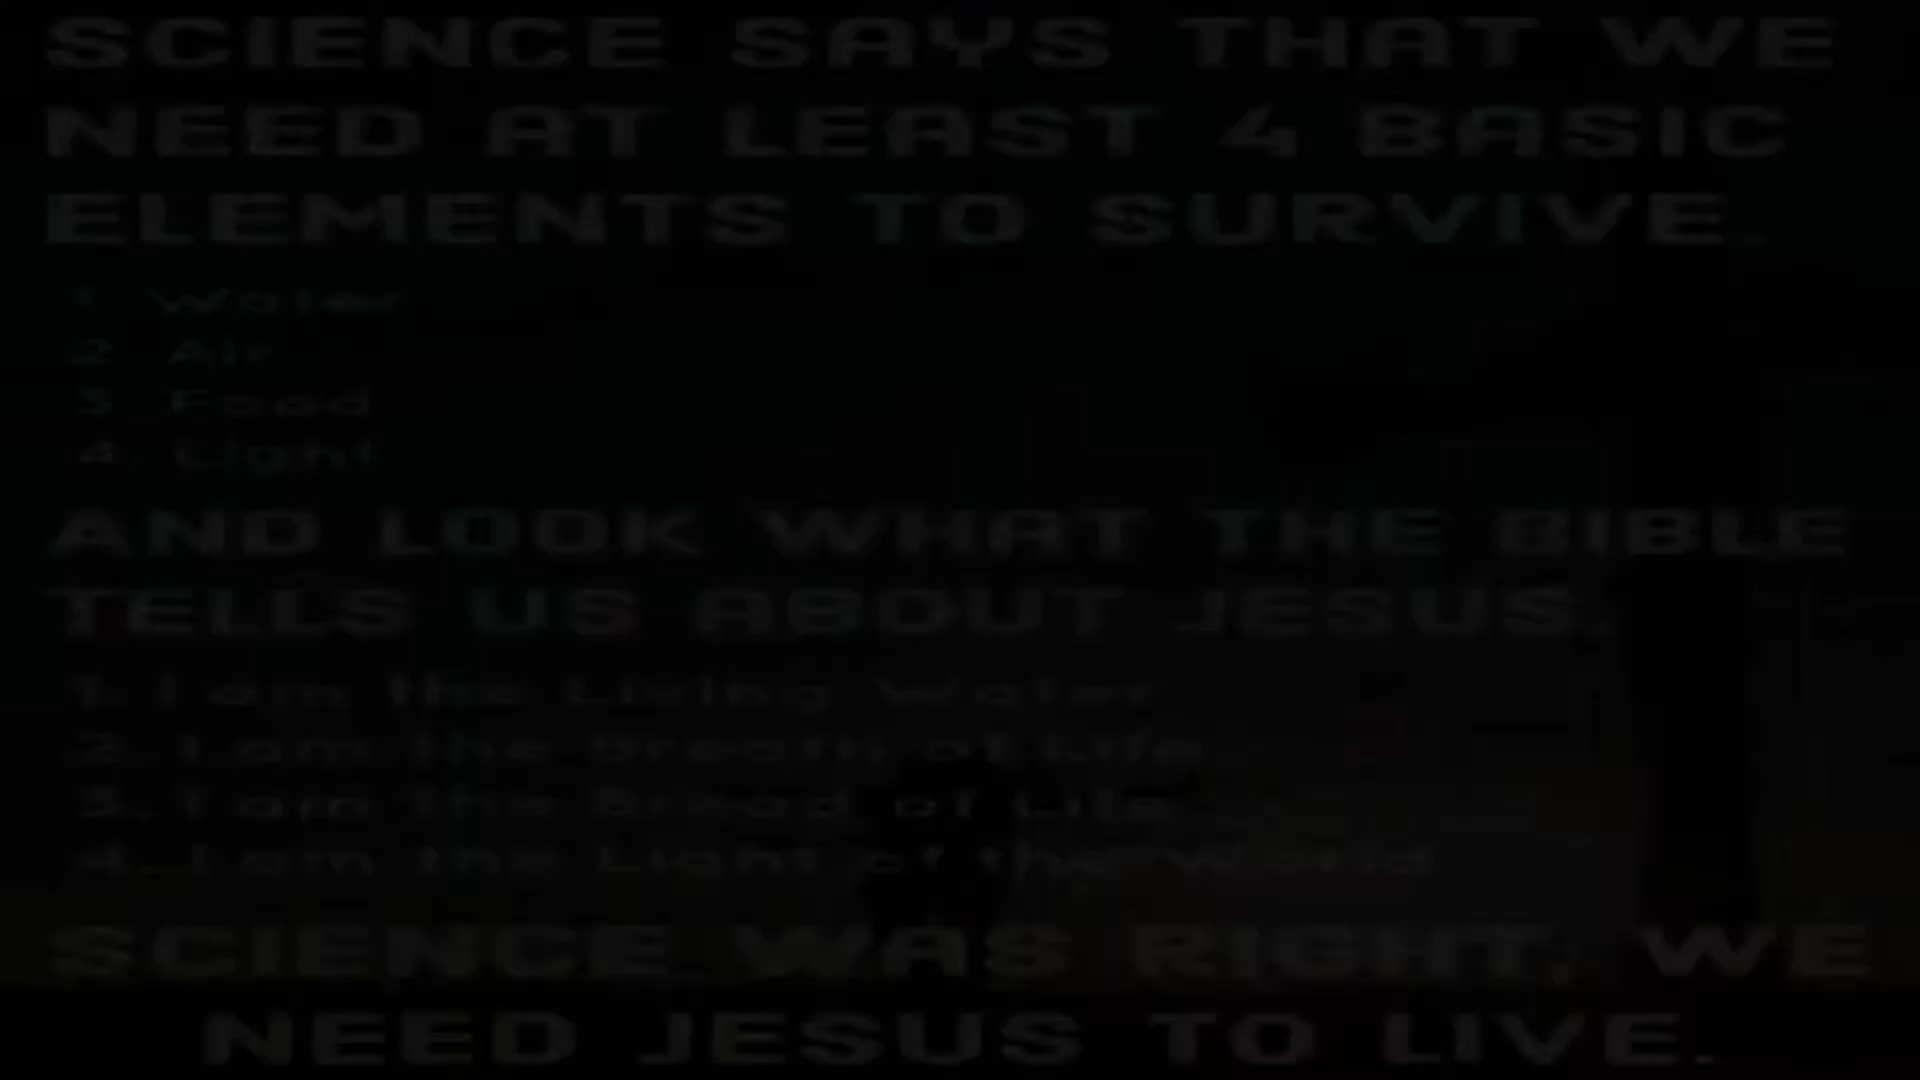 SCIENCE SAYS THAT WE
NEED AT LEAST 4 BASIC
ELEMENTS TO SURVIVE.
1. Water
2. Air
3. Food
4. Light
AND LOOK WHAT THE BIBLE
TELLS US ABOUT JESUS.
1. I am the Living Water
2. I am the Breath of Life
3. I am the Bread of Life
4. I am the Light of the World
SCIENCE WAS RIGHT, WE
NEED JESUS TO LIVE.